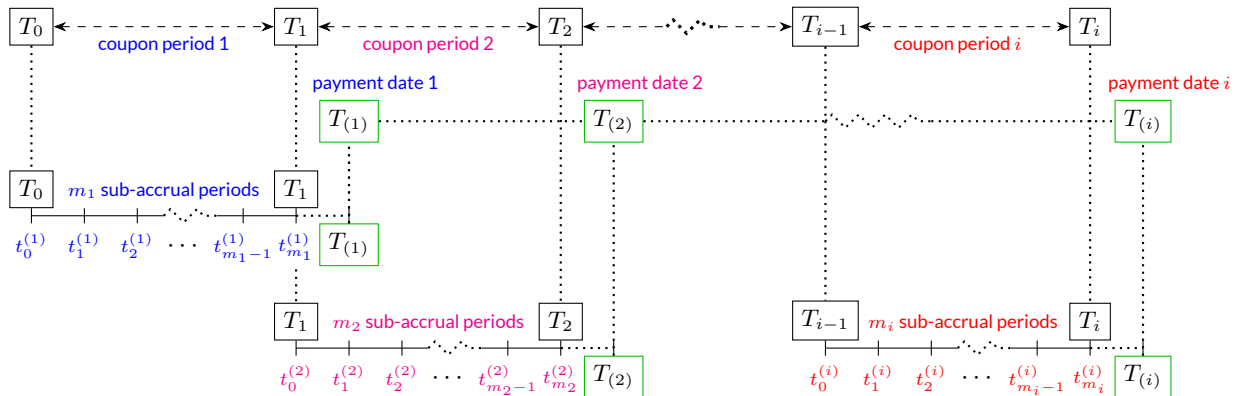 T_0 T_1 T_2 T_{i-1} T_i
coupon period 1 coupon period 2 coupon period i
payment date 1 payment date 2 payment date i
T_{(1)} T_{(2)} T_{(i)}
T_0 m_1 sub-accrual periods T_1
t_0^{(1)} t_1^{(1)} t_2^{(1)} ⋯ t_{m_1-1}^{(1)} t_{m_1}^{(1)} T_{(1)}
T_1 m_2 sub-accrual periods T_2 T_{i-1} m_i sub-accrual periods T_i
t_0^{(2)} t_1^{(2)} t_2^{(2)} ⋯ t_{m_2-1}^{(2)} t_{m_2}^{(2)} T_{(2)} t_0^{(i)} t_1^{(i)} t_2^{(i)} ⋯ t_{m_i-1}^{(i)} t_{m_i}^{(i)} T_{(i)}